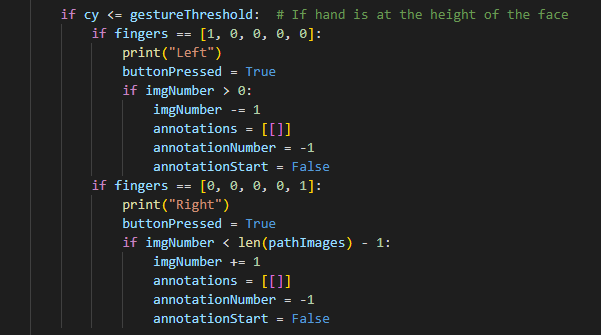 if cy <= gestureThreshold:  # If hand is at the height of the face
    if fingers == [1, 0, 0, 0, 0]:
        print("Left")
        buttonPressed = True
        if imgNumber > 0:
            imgNumber -= 1
            annotations = [[]]
            annotationNumber = -1
            annotationStart = False
    if fingers == [0, 0, 0, 0, 1]:
        print("Right")
        buttonPressed = True
        if imgNumber < len(pathImages) - 1:
            imgNumber += 1
            annotations = [[]]
            annotationNumber = -1
            annotationStart = False